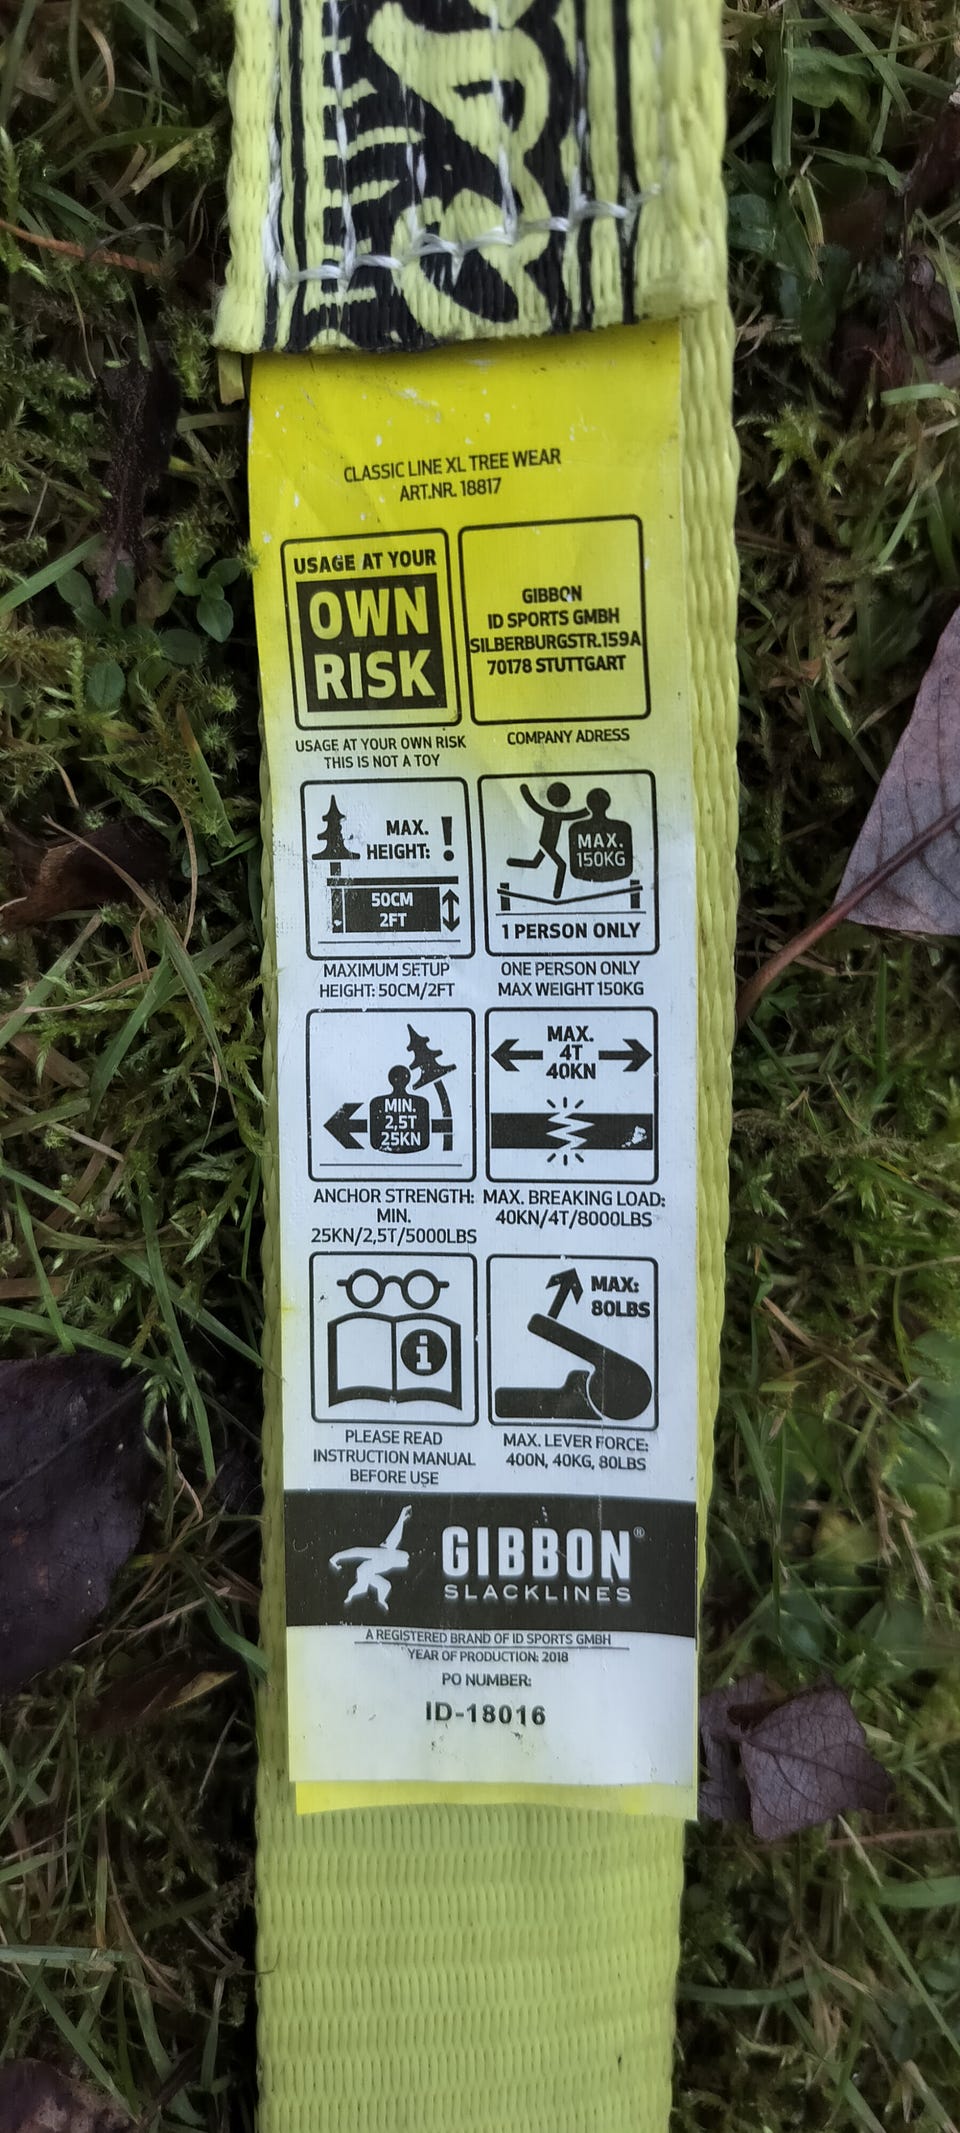 CLASSIC LINE XL TREE WEAR
ART.NR. 18817
USAGE AT YOUR
OWN
RISK
USAGE AT YOUR OWN RISK
THIS IS NOT A TOY
GIBBON
ID SPORTS GMBH
SILBERBURGSTR.159A
70178 STUTTGART
COMPANY ADRESS
MAX.
HEIGHT: !
50CM
2FT
MAXIMUM SETUP
HEIGHT: 50CM/2FT
MAX.
150KG
1 PERSON ONLY
ONE PERSON ONLY
MAX WEIGHT 150KG
MIN.
2,5T
25KN
ANCHOR STRENGTH:
MIN.
25KN/2,5T/5000LBS
MAX.
4T
40KN
MAX. BREAKING LOAD:
40KN/4T/8000LBS
i
PLEASE READ
INSTRUCTION MANUAL
BEFORE USE
MAX:
80LBS
MAX. LEVER FORCE:
400N, 40KG, 80LBS
GIBBON®
SLACKLINES
A REGISTERED BRAND OF ID SPORTS GMBH
YEAR OF PRODUCTION: 2018
PO NUMBER:
ID-18016